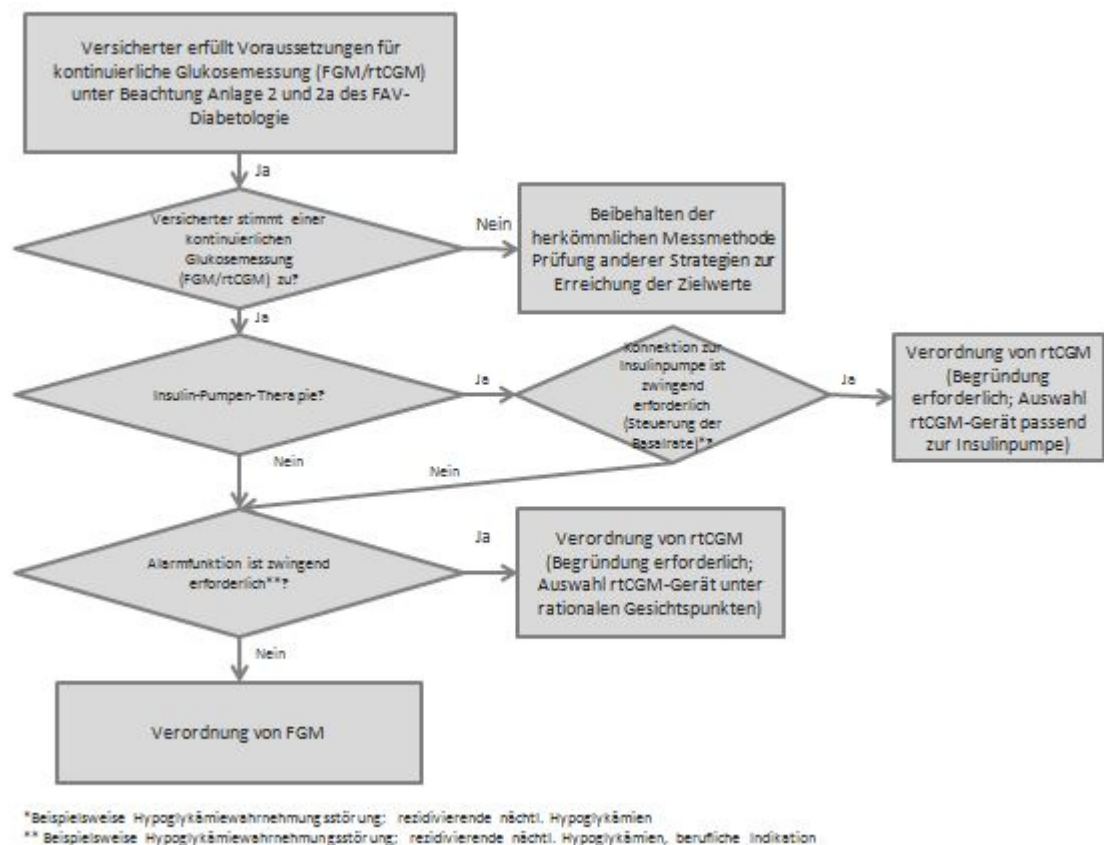 Versicherter erfüllt Voraussetzungen für
kontinuierliche Glukosemessung (FGM/rtCGM)
unter Beachtung Anlage 2 und 2a des FAV-
Diabetologie
Ja
Versicherter stimmt einer
kontinuierlichen
Glukosemessung
(FGM/rtCGM) zu?
Nein
Beibehalten der
herkömmlichen Messmethode
Prüfung anderer Strategien zur
Erreichung der Zielwerte
Ja
Insulin-Pumpen-Therapie?
Ja
Konnektion zur
Insulinpumpe ist
zwingend
erforderlich
(Steuerung der
Basalrate)*?
Ja
Verordnung von rtCGM
(Begründung
erforderlich; Auswahl
rtCGM-Gerät passend
zur Insulinpumpe)
Nein
Nein
Alarmfunktion ist zwingend
erforderlich**?
Ja
Verordnung von rtCGM
(Begründung erforderlich;
Auswahl rtCGM-Gerät unter
rationalen Gesichtspunkten)
Nein
Verordnung von FGM
*Beispielsweise Hypoglykämiewahrnehmungsstörung; rezidivierende nächtl. Hypoglykämien
** Beispielsweise Hypoglykämiewahrnehmungsstörung; rezidivierende nächtl. Hypoglykämien, berufliche Indikation